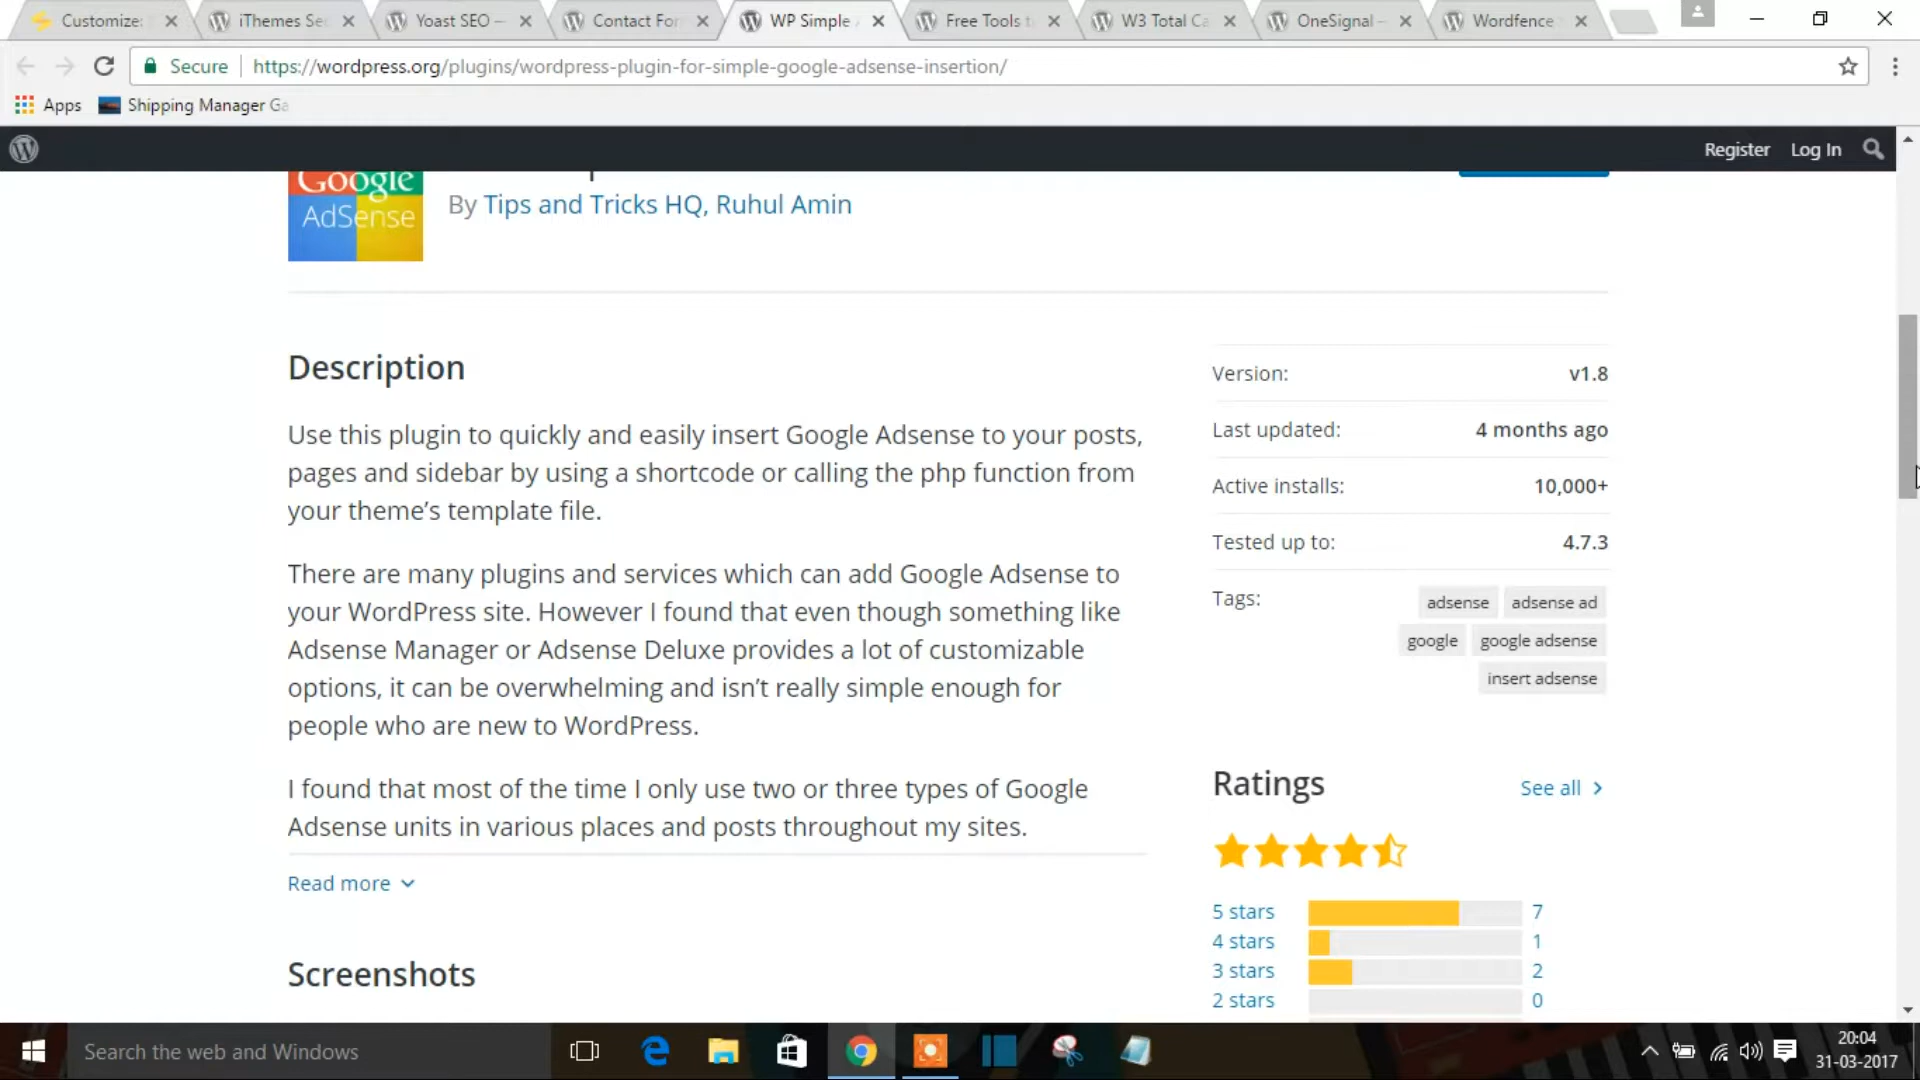 Customize:
iThemes Se
Yoast SEO –
Contact For
WP Simple
Free Tools t
W3 Total Ca
OneSignal –
Wordfence
Secure
https://wordpress.org/plugins/wordpress-plugin-for-simple-google-adsense-insertion/
Apps
Shipping Manager Ga
Register
Log In
Google
AdSense
By Tips and Tricks HQ, Ruhul Amin
Description
Use this plugin to quickly and easily insert Google Adsense to your posts,
pages and sidebar by using a shortcode or calling the php function from
your theme’s template file.
There are many plugins and services which can add Google Adsense to
your WordPress site. However I found that even though something like
Adsense Manager or Adsense Deluxe provides a lot of customizable
options, it can be overwhelming and isn’t really simple enough for
people who are new to WordPress.
I found that most of the time I only use two or three types of Google
Adsense units in various places and posts throughout my sites.
Read more
Screenshots
Version: v1.8
Last updated: 4 months ago
Active installs: 10,000+
Tested up to: 4.7.3
Tags: adsense adsense ad
google google adsense
insert adsense
Ratings
See all
5 stars 7
4 stars 1
3 stars 2
2 stars 0
Search the web and Windows
20:04
31-03-2017